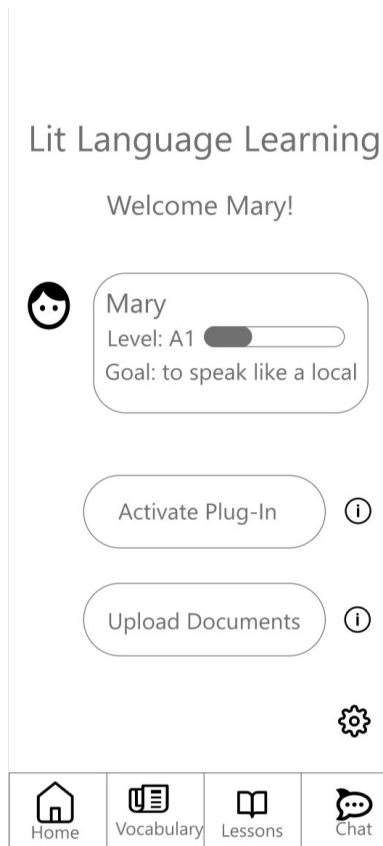 Lit Language Learning
Welcome Mary!
Mary
Level: A1
Goal: to speak like a local
Activate Plug-In
Upload Documents
Home
Vocabulary
Lessons
Chat